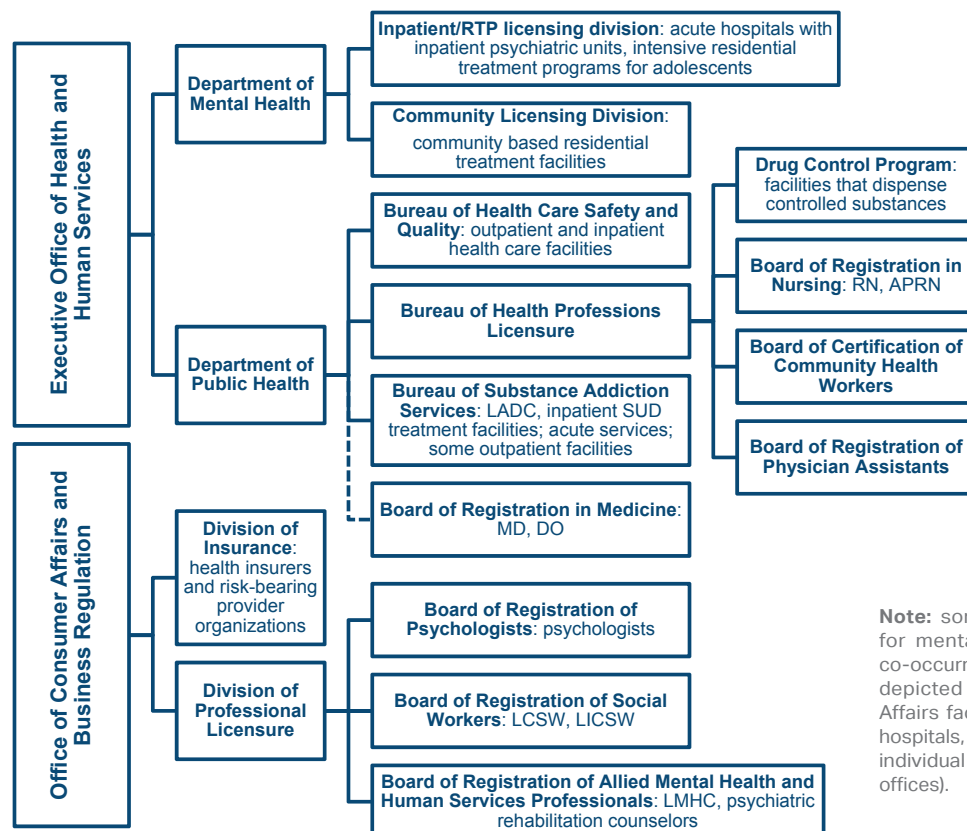 Executive Office of Health and
Human Services
Department of
Mental Health
Inpatient/RTP licensing division: acute hospitals with
inpatient psychiatric units, intensive residential
treatment programs for adolescents
Community Licensing Division:
community based residential
treatment facilities
Department of
Public Health
Bureau of Health Care Safety and
Quality: outpatient and inpatient
health care facilities
Bureau of Health Professions
Licensure
Drug Control Program:
facilities that dispense
controlled substances
Board of Registration in
Nursing: RN, APRN
Board of Certification of
Community Health
Workers
Board of Registration of
Physician Assistants
Bureau of Substance Addiction
Services: LADC, inpatient SUD
treatment facilities; acute services;
some outpatient facilities
Board of Registration in Medicine:
MD, DO
Office of Consumer Affairs and
Business Regulation
Division of
Insurance:
health insurers
and risk-bearing
provider
organizations
Division of
Professional
Licensure
Board of Registration of
Psychologists: psychologists
Board of Registration of Social
Workers: LCSW, LICSW
Board of Registration of Allied Mental Health and
Human Services Professionals: LMHC, psychiatric
rehabilitation counselors
Note:
for
co-occurr
depicted
Affairs
hospitals,
individual
offices).